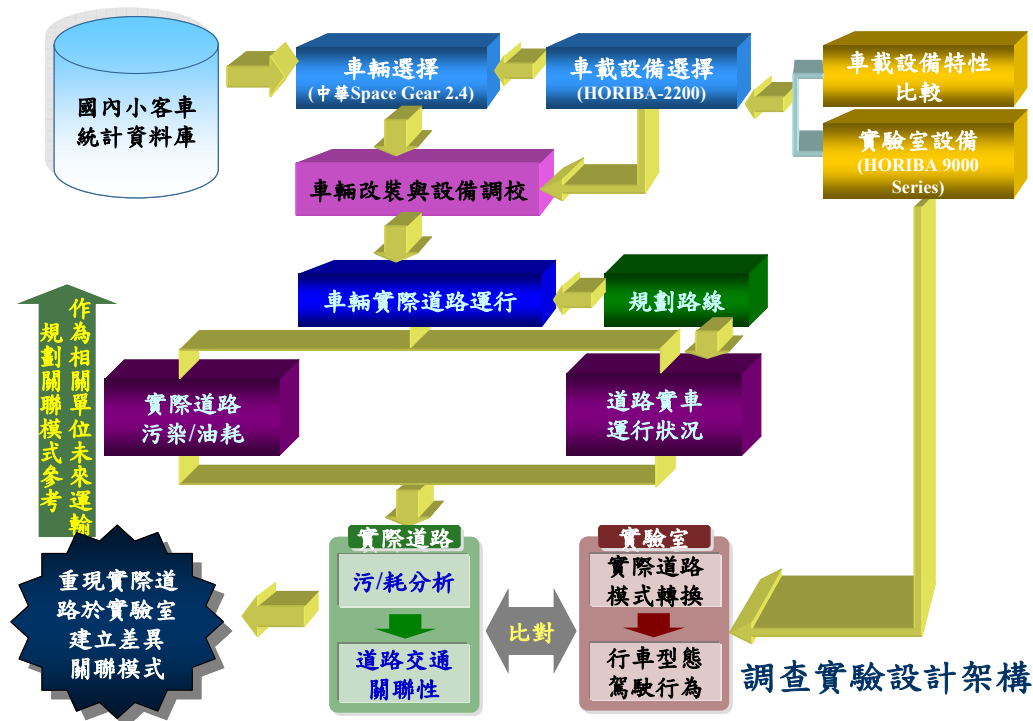 國內小客車
統計資料庫
車輛選擇
(中華Space Gear 2.4)
車載設備選擇
(HORIBA-2200)
車載設備特性
比較
實驗室設備
(HORIBA 9000
Series)
車輛改裝與設備調校
車輛實際道路運行
規劃路線
實際道路
污染/油耗
道路實車
運行狀況
作為相關單位未來運輸
規劃關聯模式參考
重現實際道
路於實驗室
建立差異
關聯模式
實際道路
污/耗分析
道路交通
關聯性
比對
實驗室
實際道路
模式轉換
行車型態
駕駛行為
調查實驗設計架構